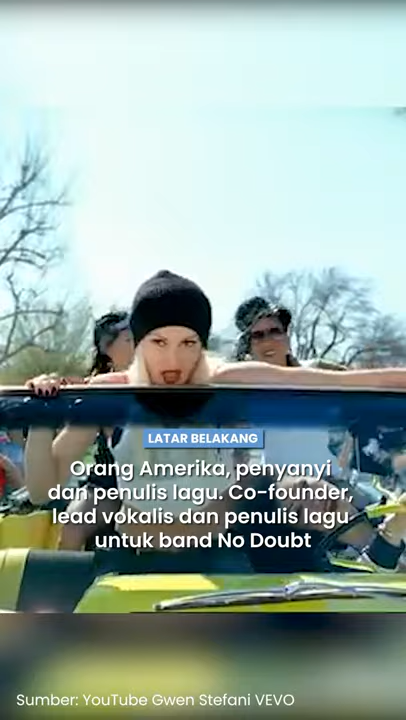 LATAR BELAKANG
Orang Amerika, penyanyi
dan penulis lagu. Co-founder,
lead vokalis dan penulis lagu
untuk band No Doubt
Sumber: YouTube Gwen Stefani VEVO